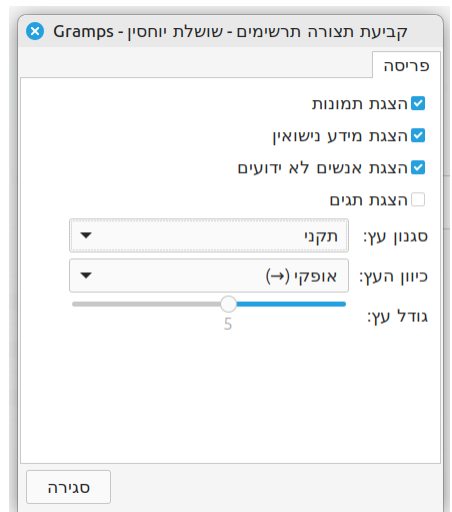 קביעת תצורה תרשימים - שושלת יוחסין - Gramps
פריסה
הצגת תמונות
הצגת מידע נישואין
הצגת אנשים לא ידועים
הצגת תגים
סגנון עץ: תקני
כיוון העץ: אופקי (→)
גודל עץ:
5
סגירה